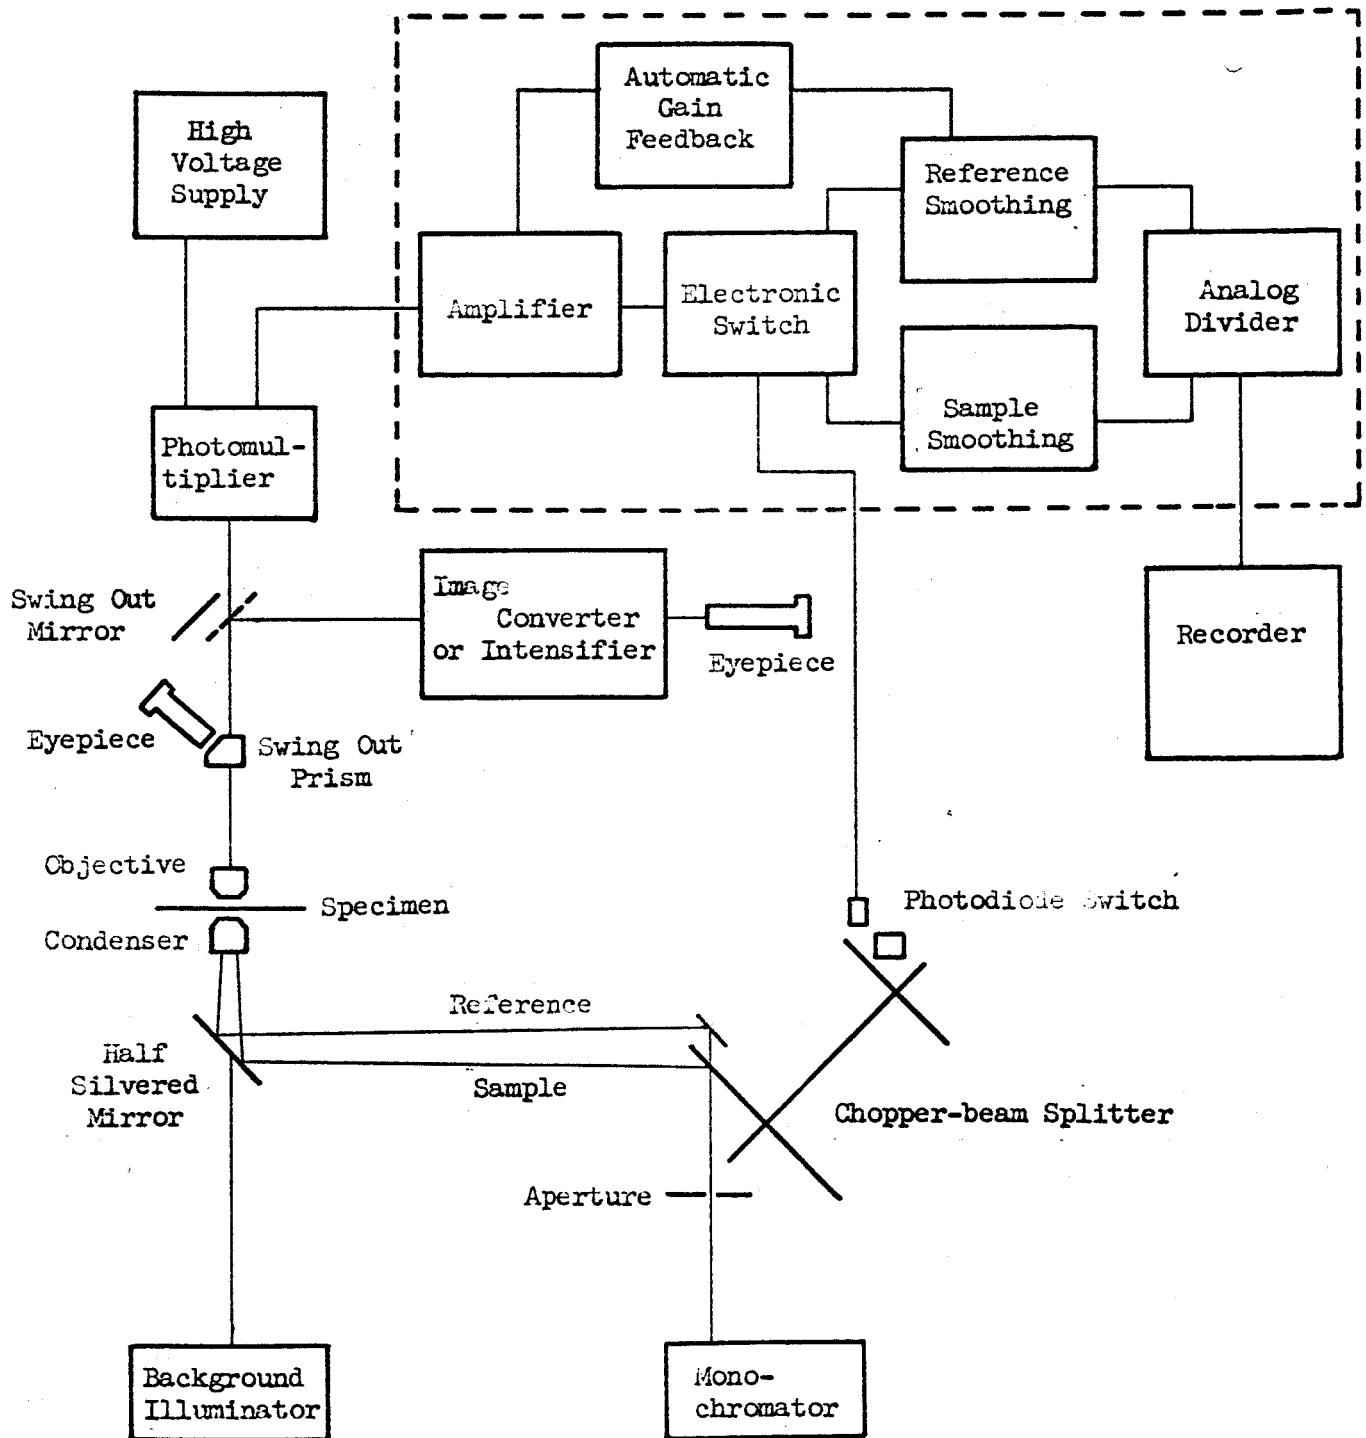 Automatic
Gain
Feedback
High
Voltage
Supply
Reference
Smoothing
Amplifier
Electronic
Switch
Analog
Divider
Sample
Smoothing
Photomul-
tiplier
Swing Out
Mirror
Image
Converter
or Intensifier
Eyepiece
Recorder
Eyepiece
Swing Out
Prism
Objective
Specimen
Condenser
Photodiode Switch
Reference
Half
Silvered
Mirror
Sample
Chopper-beam Splitter
Aperture
Background
Illuminator
Mono-
chromator